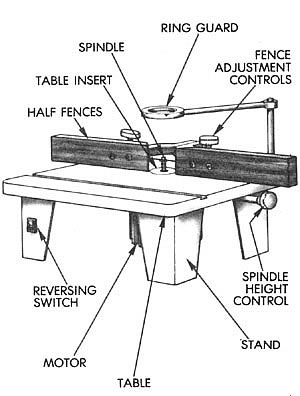 RING GUARD
SPINDLE
FENCE
ADJUSTMENT
CONTROLS
TABLE INSERT
HALF FENCES
REVERSING
SWITCH
SPINDLE
HEIGHT
CONTROL
STAND
MOTOR
TABLE